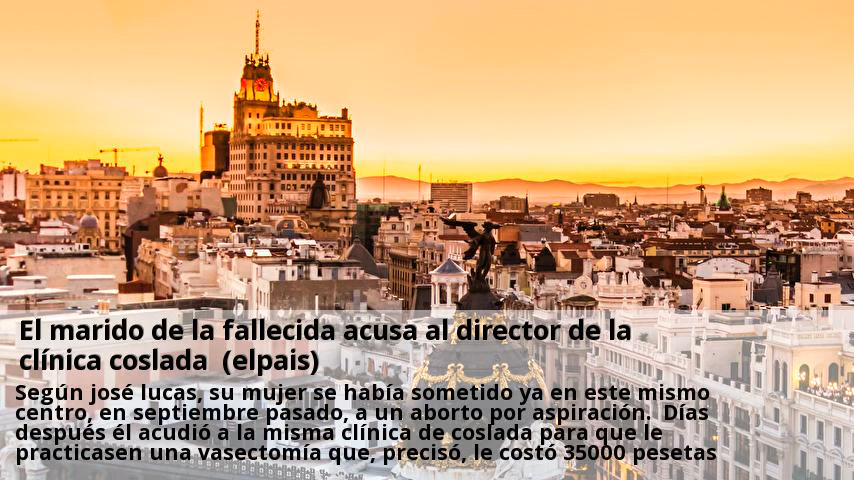 El marido de la fallecida acusa al director de la
clínica coslada (elpais)
Según josé lucas, su mujer se había sometido ya en este mismo
centro, en septiembre pasado, a un aborto por aspiración. Días
después él acudió a la misma clínica de coslada para que le
practicasen una vasectomía que, precisó, le costó 35000 pesetas